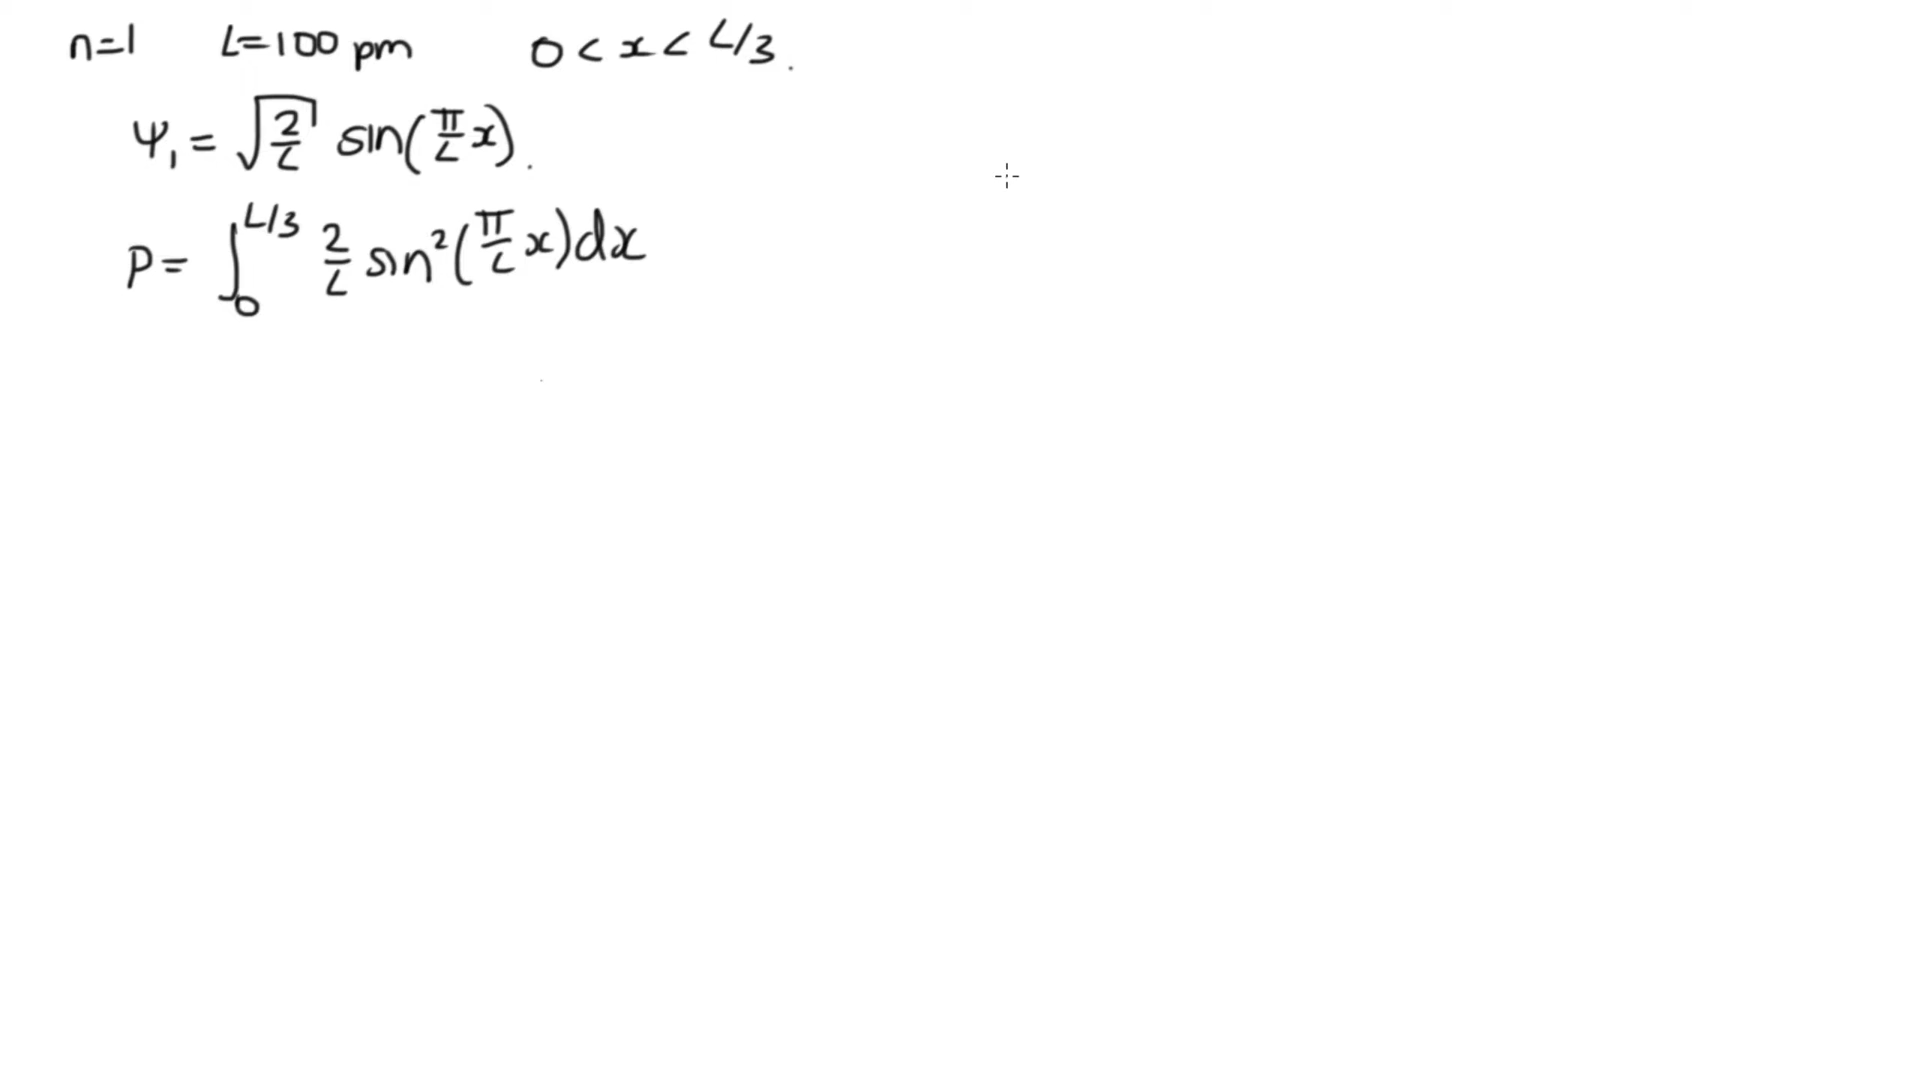 n=1 L=100 pm 0 < x < L/3.
Ψ₁ = √(2/L) sin(π/L x).
P = ∫₀^(L/3) 2/L sin²(π/L x)dx